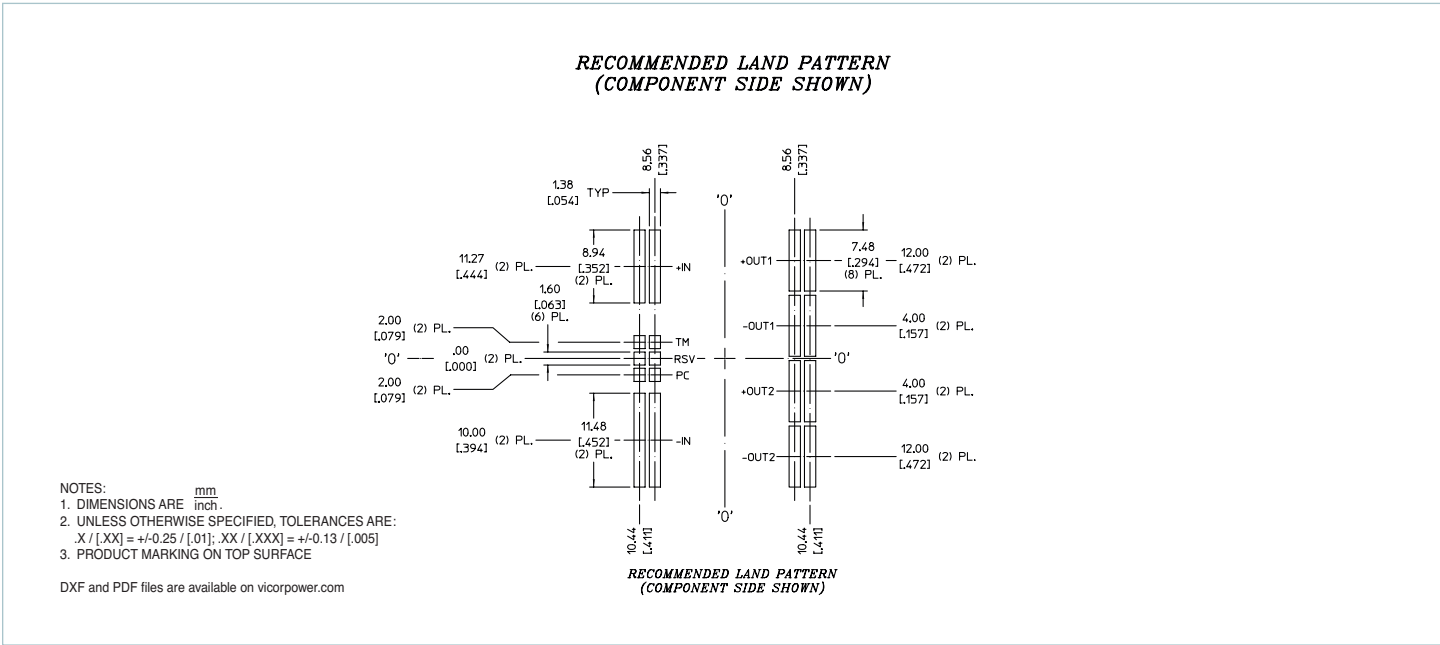 RECOMMENDED LAND PATTERN
(COMPONENT SIDE SHOWN)
8.56
[.337]
8.56
[.337]
1.38
[.054]
TYP
'0'
11.27
[.444]
(2) PL.
8.94
[.352]
(2) PL.
+IN
+OUT1
7.48
[.294]
(8) PL.
12.00
[.472]
(2) PL.
1.60
[.063]
(6) PL.
2.00
[.079]
(2) PL.
TM
-OUT1
4.00
[.157]
(2) PL.
'0'
.00
[.000]
(2) PL.
RSV
'0'
2.00
[.079]
(2) PL.
PC
+OUT2
4.00
[.157]
(2) PL.
10.00
[.394]
(2) PL.
11.48
[.452]
(2) PL.
-IN
-OUT2
12.00
[.472]
(2) PL.
'0'
10.44
[.411]
10.44
[.411]
NOTES:
1. DIMENSIONS ARE mm
inch.
2. UNLESS OTHERWISE SPECIFIED, TOLERANCES ARE:
.X / [.XX] = +/-0.25 / [.01]; .XX / [.XXX] = +/-0.13 / [.005]
3. PRODUCT MARKING ON TOP SURFACE
DXF and PDF files are available on vicorpower.com
RECOMMENDED LAND PATTERN
(COMPONENT SIDE SHOWN)